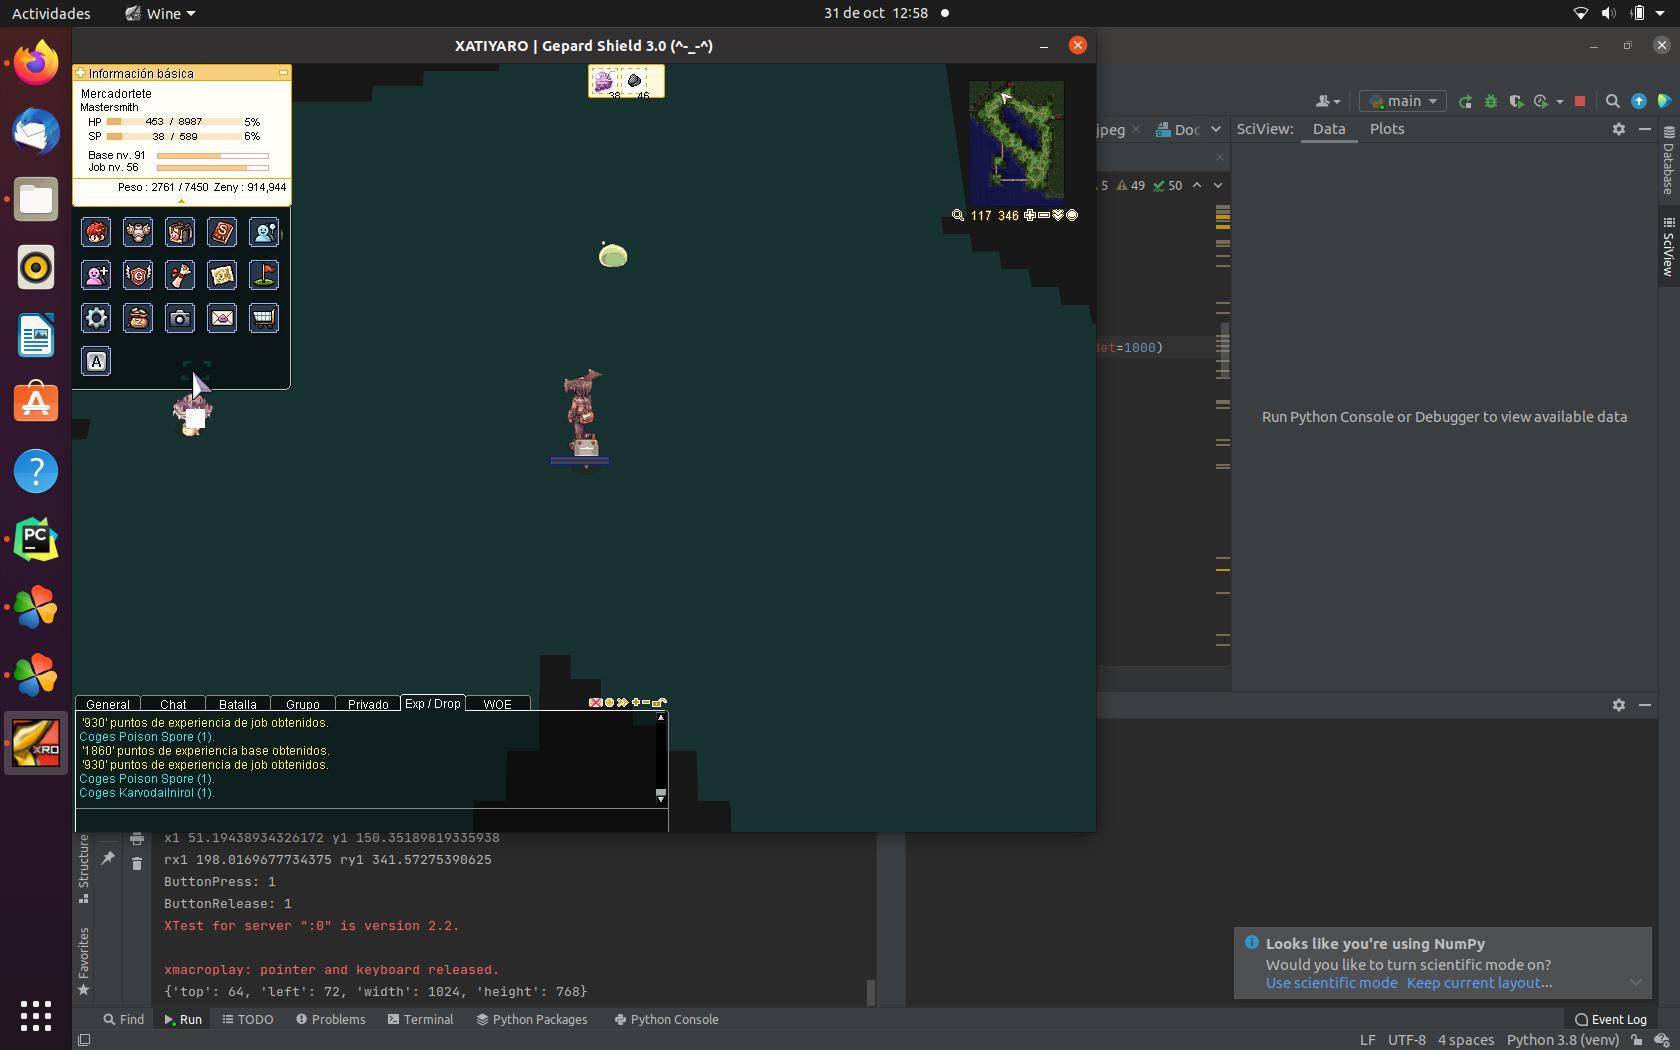 Actividades
Wine
31 de oct 12:58
XATIYARO | Gepard Shield 3.0 (^-_-^)
Información básica
Mercadortete
Mastersmith
HP 453 / 8987 5%
SP 38 / 589 6%
Base nv. 91
Job nv. 56
Peso : 2761 / 7450 Zeny : 914,944
38 46
117 346
main
jpeg
Doc
SciView: Data Plots
5 49 50
Database
SciView
=1000)
Run Python Console or Debugger to view available data
A
PC
XRO
General Chat Batalla Grupo Privado Exp / Drop WOE
'930' puntos de experiencia de job obtenidos.
Coges Poison Spore (1).
'1860' puntos de experiencia base obtenidos.
'930' puntos de experiencia de job obtenidos.
Coges Poison Spore (1).
Coges Karvodailnirol (1).
Structure
Favorites
x1 51.19438934326172 y1 150.35189819335938
rx1 198.0169677734375 ry1 341.57275390625
ButtonPress: 1
ButtonRelease: 1
XTest for server ":0" is version 2.2.
xmacroplay: pointer and keyboard released.
{'top': 64, 'left': 72, 'width': 1024, 'height': 768}
Looks like you're using NumPy
Would you like to turn scientific mode on?
Use scientific mode Keep current layout...
Find Run TODO Problems Terminal Python Packages Python Console
Event Log
LF UTF-8 4 spaces Python 3.8 (venv)